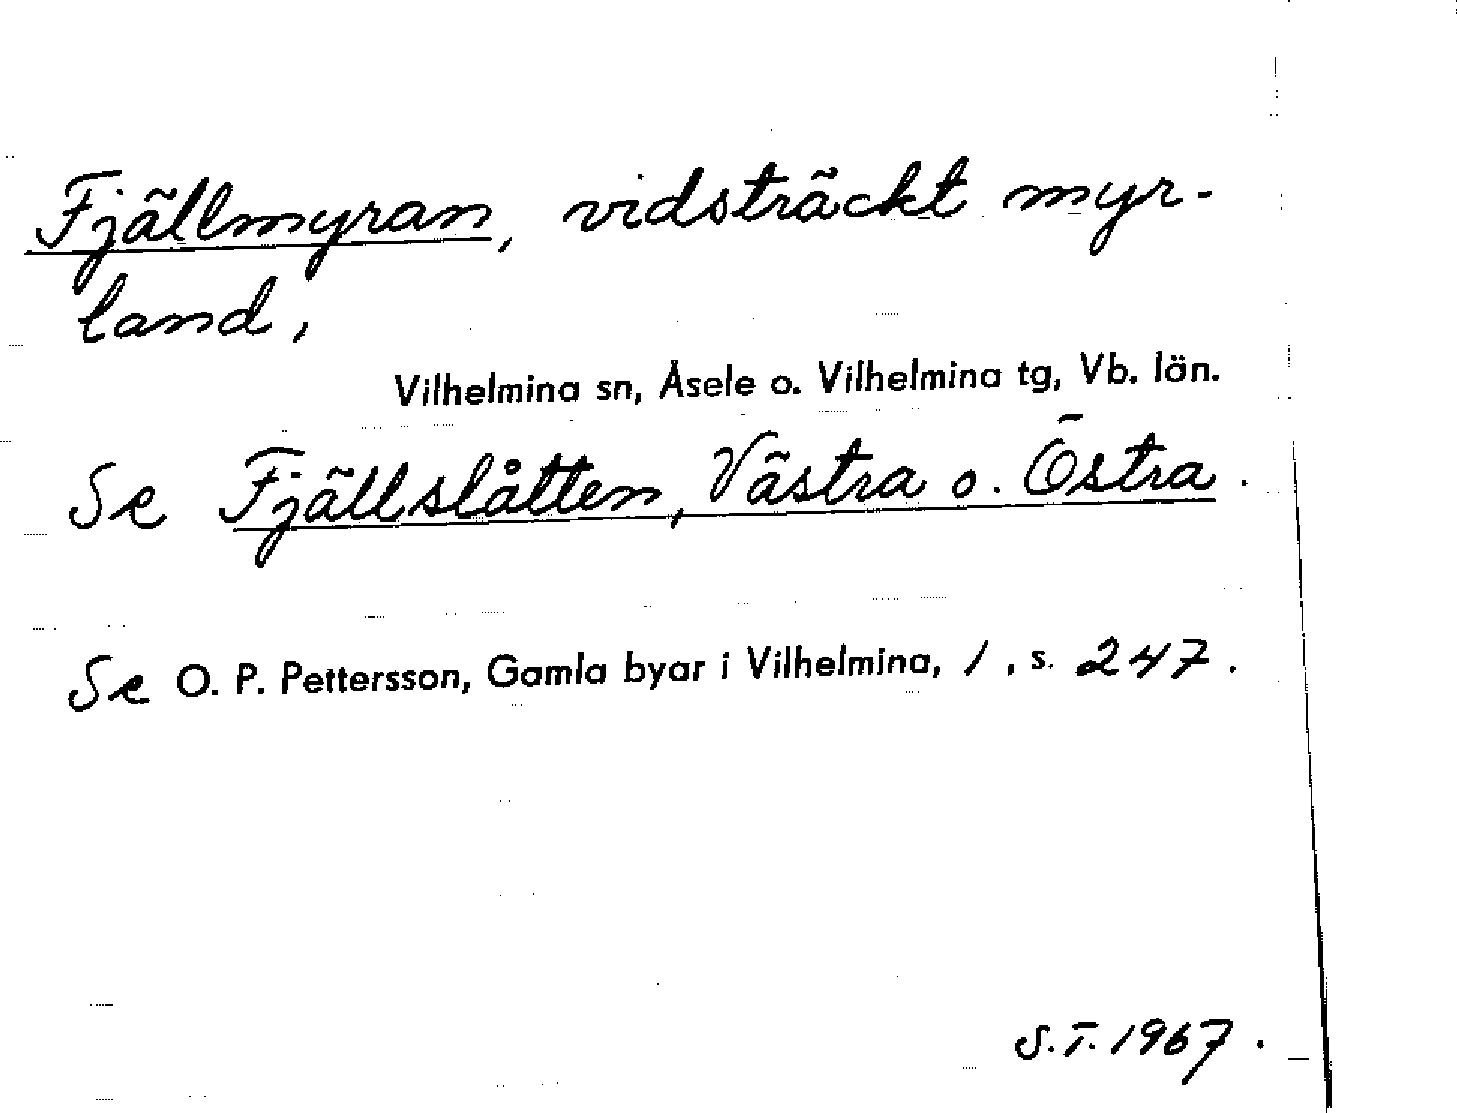 Fjällmyran, vidsträckt myr-
land,
Vilhelmina sn, Åsele o. Vilhelmina tg, Vb. län.
Se Fjällslåtten, Västra o. Östra.
Se O. P. Pettersson, Gamla byar i Vilhelmina, 1, s. 247.
S.T. 1967.